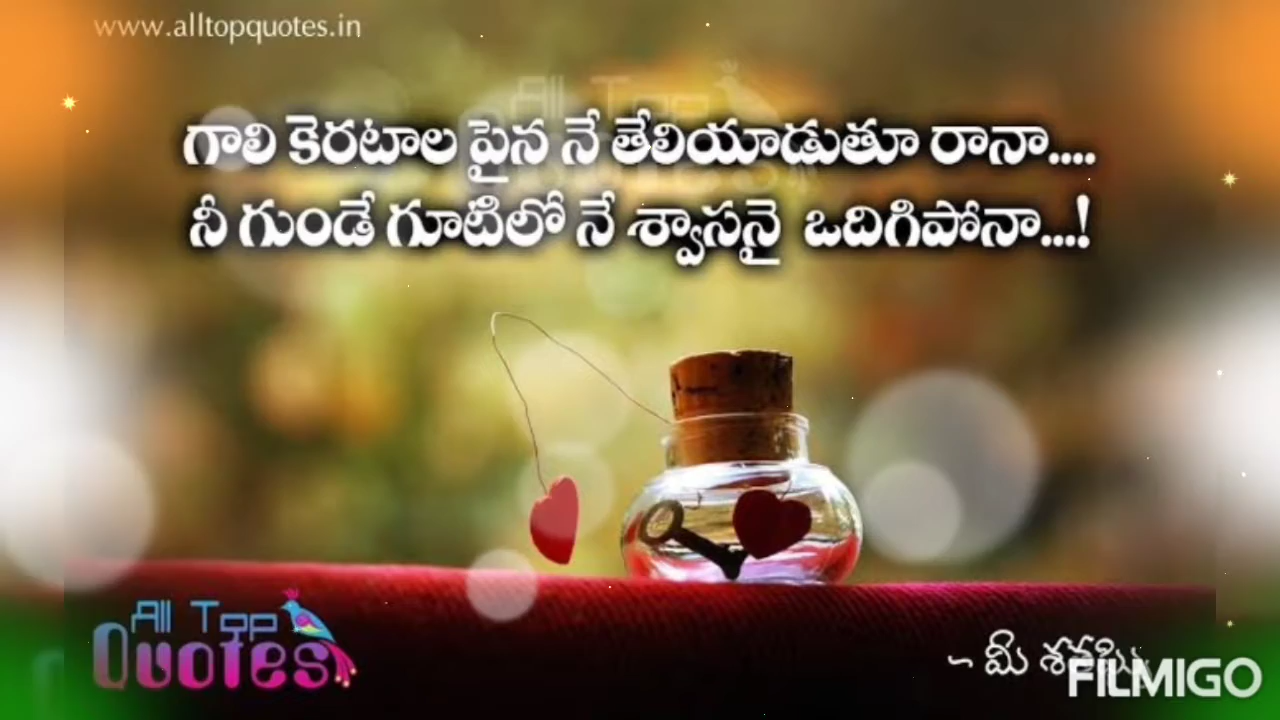 www.alltopquotes.in
గాలి కెరటాల పైన నే తేలియాడుతూ రానా....
నీ గుండే గూటిలో నే శ్వాసనై ఒదిగిపోనా...!
All Top
Quotes
~ మీ
FILMIGO